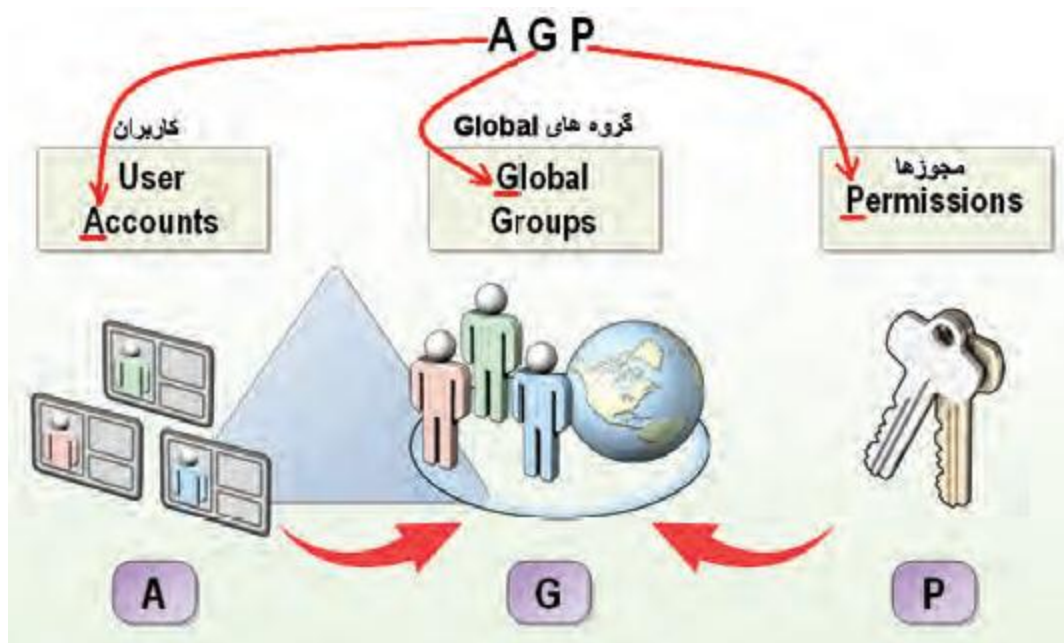 A G P
کاربران
User
Accounts
گروه های Global
Global
Groups
مجوزها
Permissions
A
G
P